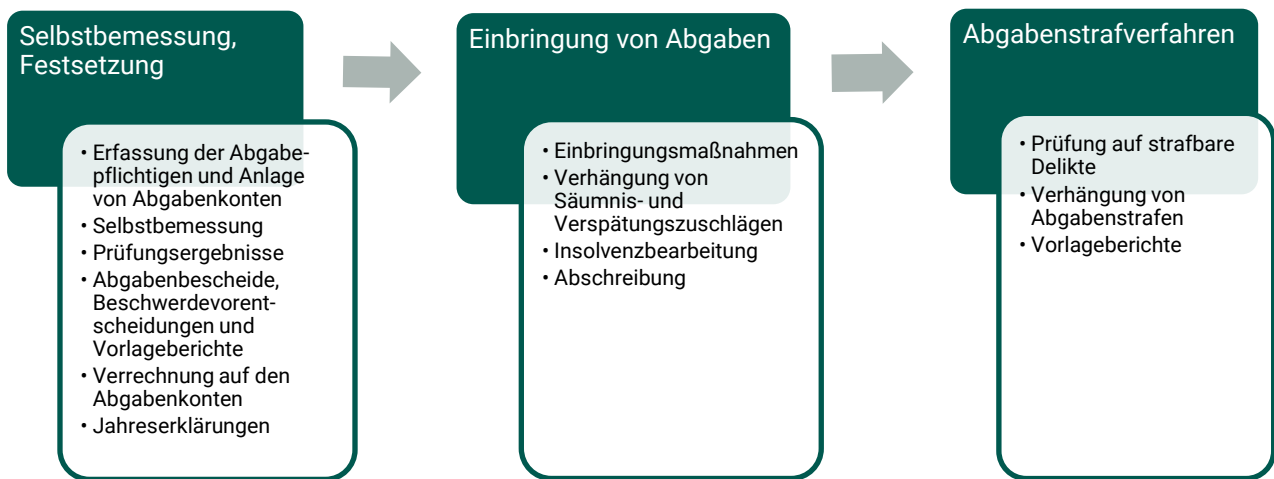 Selbstbemessung,
Festsetzung
• Erfassung der Abgabe-
pflichtigen und Anlage
von Abgabenkonten
• Selbstbemessung
• Prüfungsergebnisse
• Abgabenbescheide,
Beschwerdevorent-
scheidungen und
Vorlageberichte
• Verrechnung auf den
Abgabenkonten
• Jahreserklärungen
Einbringung von Abgaben
• Einbringungsmaßnahmen
• Verhängung von
Säumnis- und
Verspätungszuschlägen
• Insolvenzbearbeitung
• Abschreibung
Abgabenstrafverfahren
• Prüfung auf strafbare
Delikte
• Verhängung von
Abgabenstrafen
• Vorlageberichte